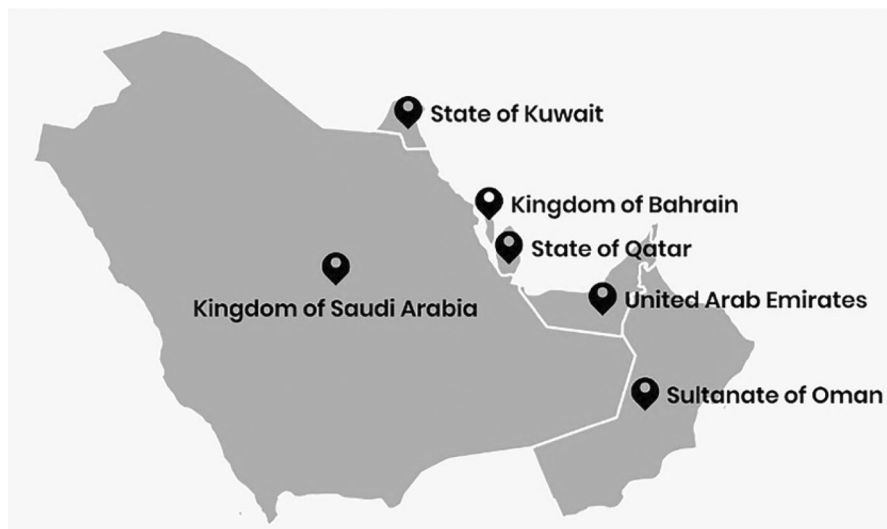 State of Kuwait
Kingdom of Bahrain
State of Qatar
Kingdom of Saudi Arabia
United Arab Emirates
Sultanate of Oman